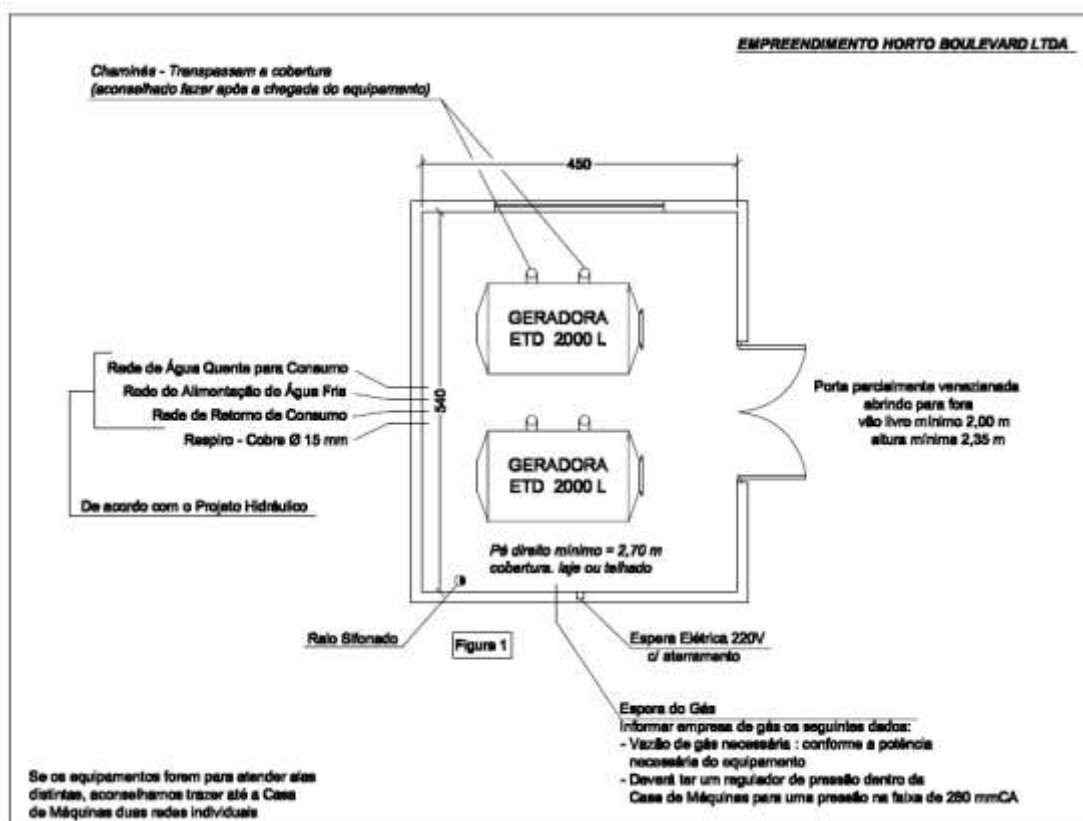 EMPREENDIMENTO HORTO BOULEVARD LTDA
Chaminés - Transpassam a cobertura
(aconselhado fazer após a chegada do equipamento)
450
GERADORA
ETD 2000 L
540
Rede de Água Quente para Consumo
Rede de Alimentação de Água Fria
Rede de Retorno de Consumo
Respiro - Cobre Ø 15 mm
De acordo com o Projeto Hidráulico
Porta parcialmente venezianada
abrindo para fora
vão livre mínimo 2,00 m
altura mínima 2,35 m
GERADORA
ETD 2000 L
Pé direito mínimo = 2,70 m
cobertura. laje ou telhado
Ralo Sifonado
Figura 1
Espera Elétrica 220V
c/ aterramento
Espera do Gás
Informar empresa de gás os seguintes dados:
- Vazão de gás necessária : conforme a potência
necessária do equipamento
- Deverá ter um regulador de pressão dentro da
Casa de Máquinas para uma pressão na faixa de 280 mmCA
Se os equipamentos forem para atender alas
distintas, aconselhamos trazer até a Casa
de Máquinas duas redes individuais